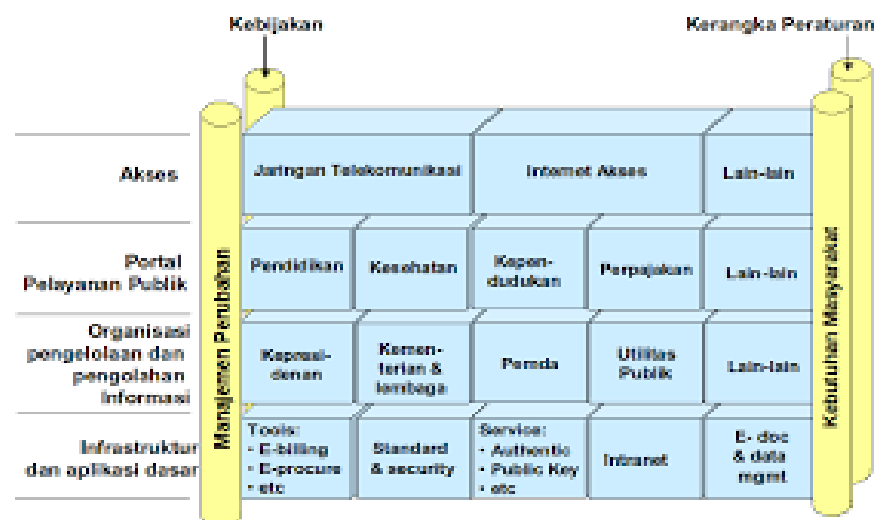 Kebijakan
Kerangka Peraturan
Akses
Jaringan Telekomunikasi
Internet Akses
Lain-lain
Portal
Pelayanan Publik
Pendidikan
Kesehatan
Kepen-
dudukan
Perpajakan
Lain-lain
Organisasi
pengelolaan dan
pengolahan
Informasi
Kepresi-
denan
Kemen-
terian &
lembaga
Pemda
Utilitas
Publik
Lain-lain
Infrastruktur
dan aplikasi dasar
Tools:
• E-billing
• E-procure
• etc
Standard
& security
Service:
• Authentic
• Public Key
• etc
Intranet
E- doc
& data
mgmt
Manajemen Perubahan
Kebutuhan Masyarakat